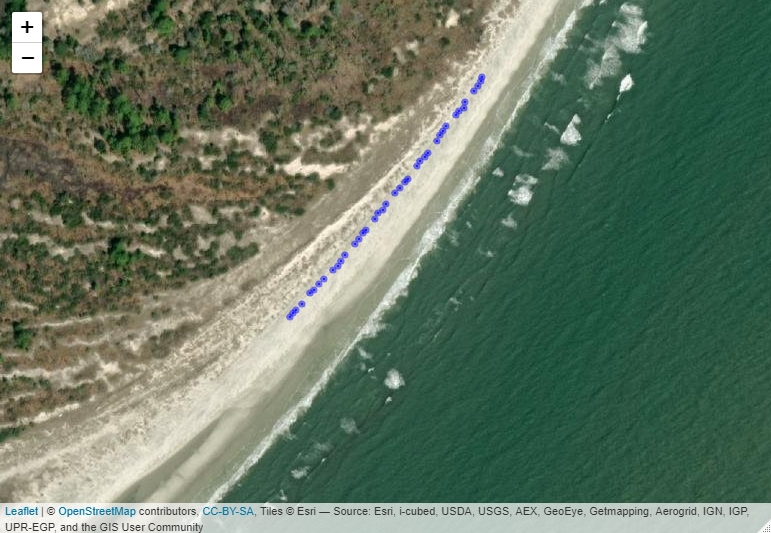 +
−
Leaflet | © OpenStreetMap contributors, CC-BY-SA, Tiles © Esri — Source: Esri, i-cubed, USDA, USGS, AEX, GeoEye, Getmapping, Aerogrid, IGN, IGP,
UPR-EGP, and the GIS User Community